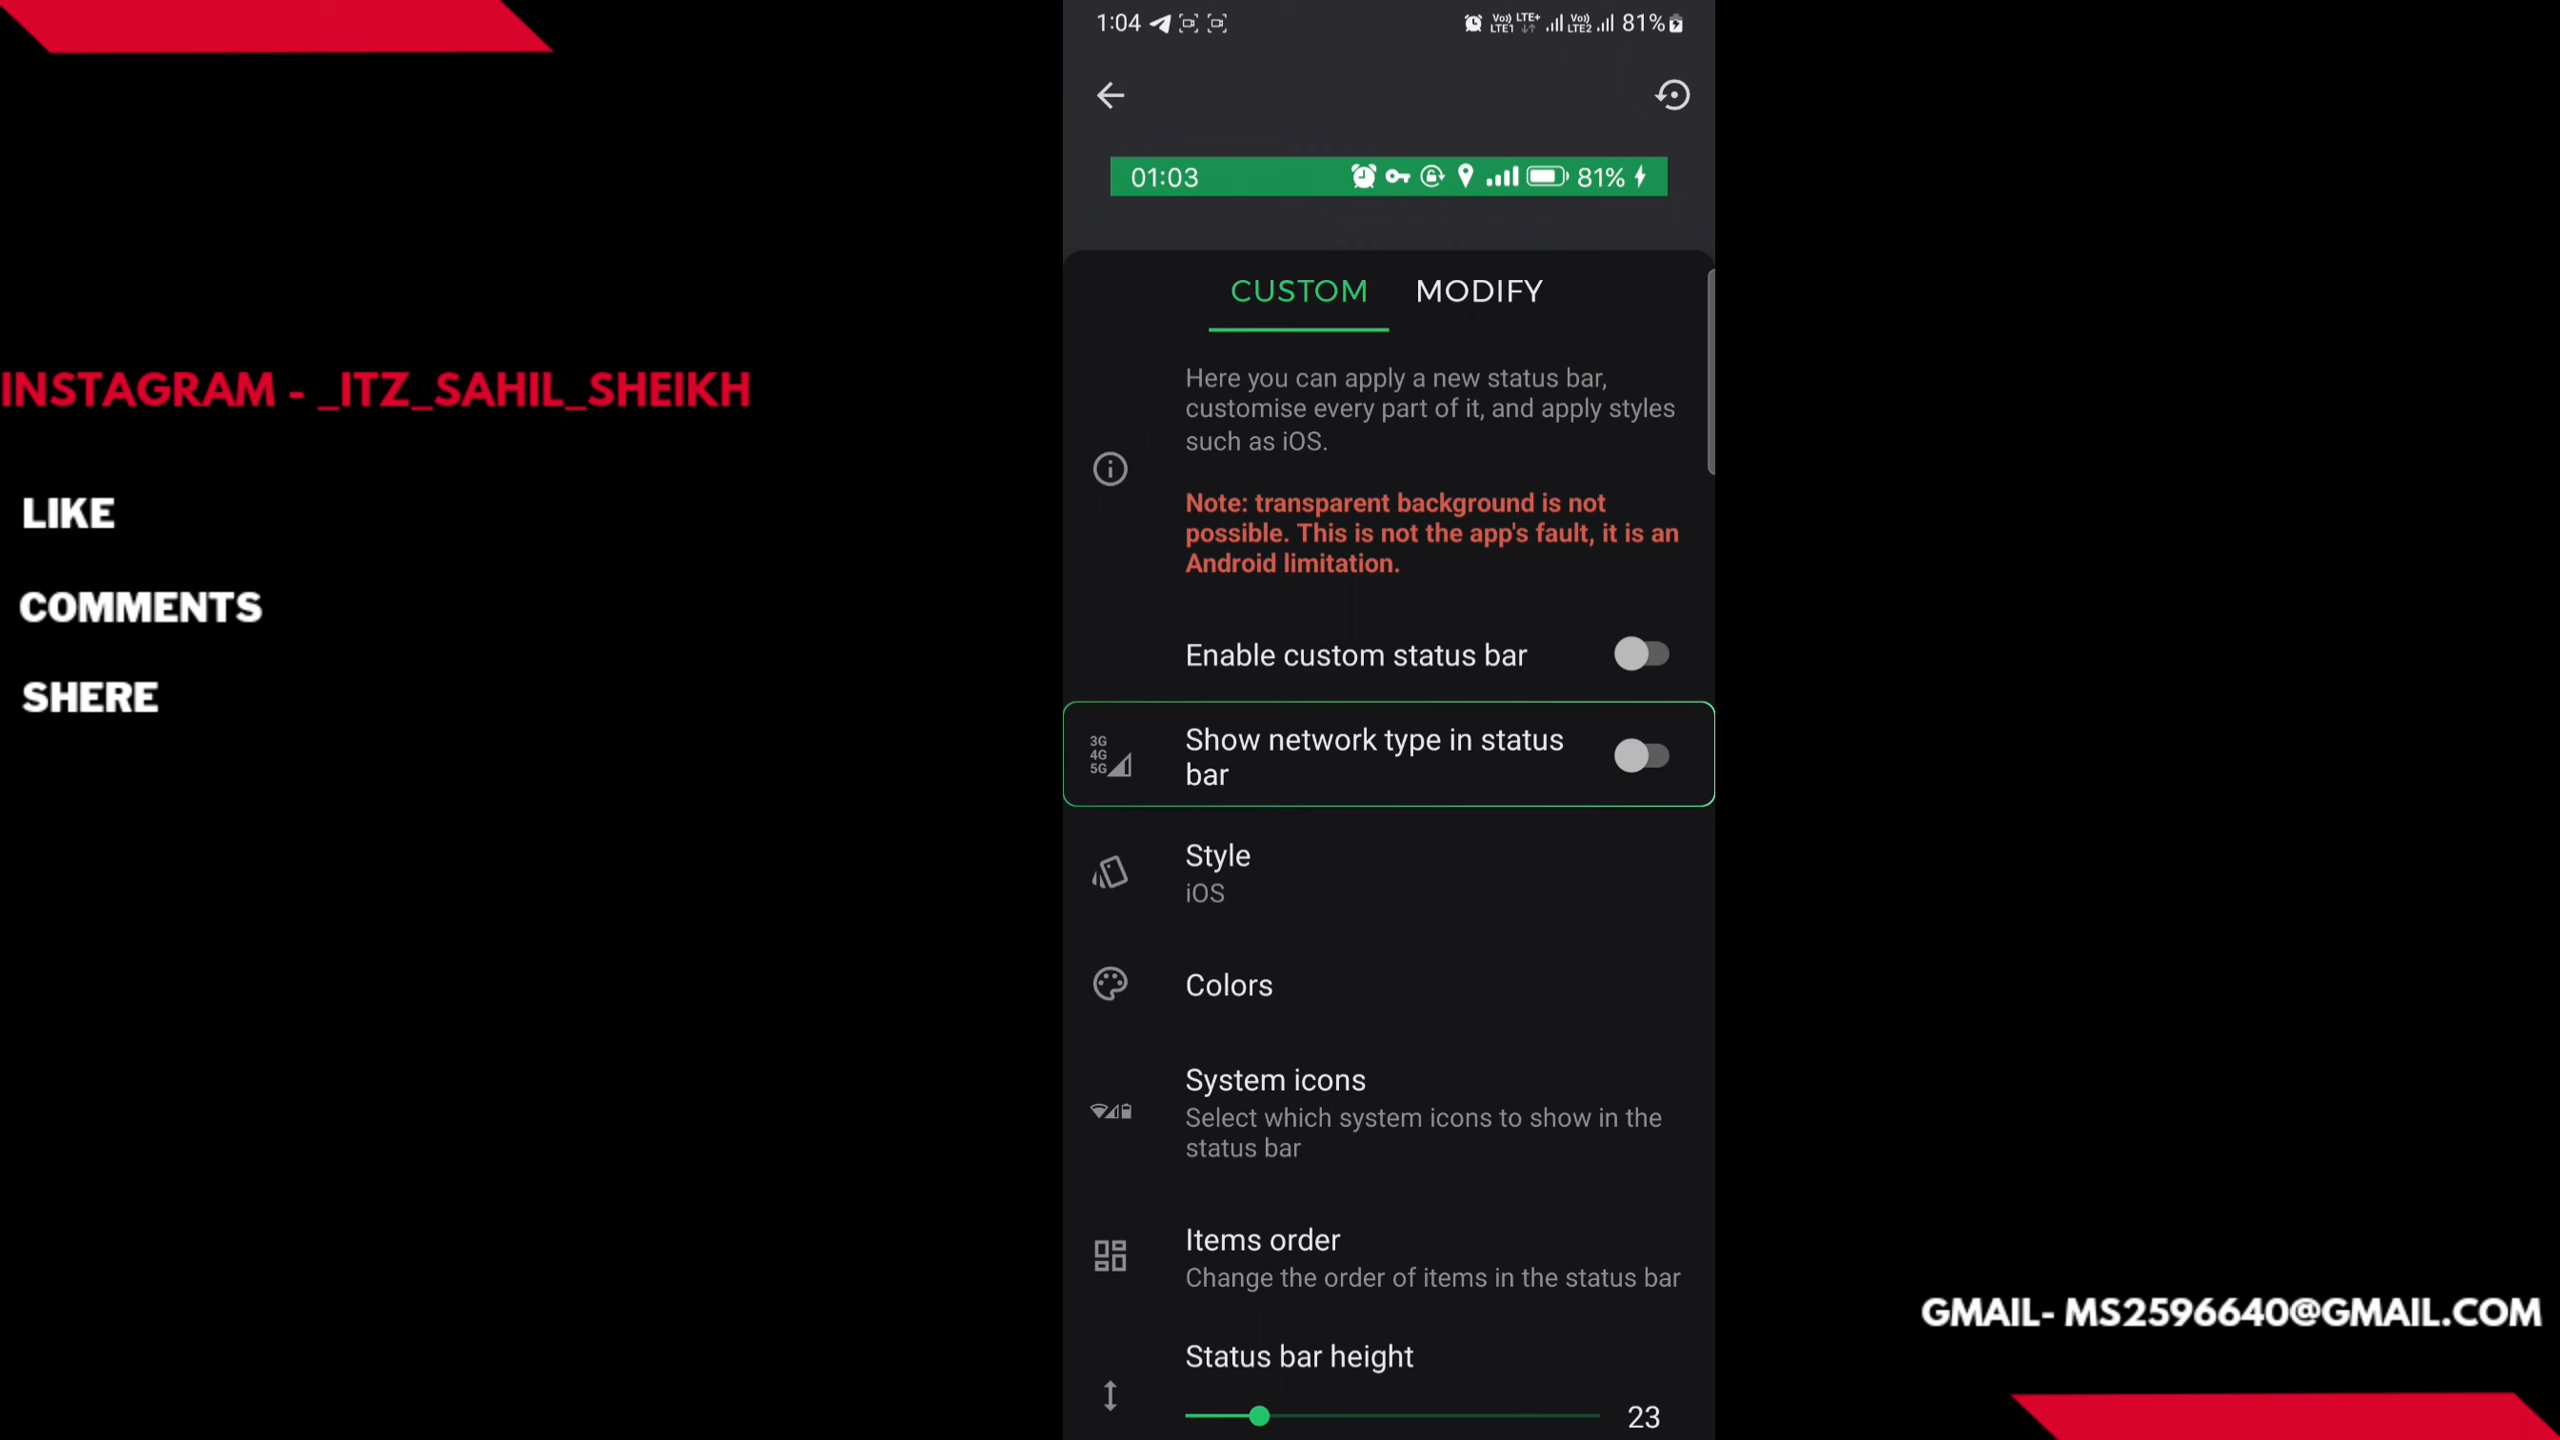 1:04
Vo)) LTE1 LTE+ Vo)) LTE2 81%
01:03
81%
CUSTOM MODIFY
Here you can apply a new status bar,
customise every part of it, and apply styles
such as iOS.
Note: transparent background is not
possible. This is not the app's fault, it is an
Android limitation.
Enable custom status bar
3G
4G
5G
Show network type in status
bar
Style
iOS
Colors
System icons
Select which system icons to show in the
status bar
Items order
Change the order of items in the status bar
Status bar height
23
INSTAGRAM - _ITZ_SAHIL_SHEIKH
LIKE
COMMENTS
SHERE
GMAIL- MS2596640@GMAIL.COM